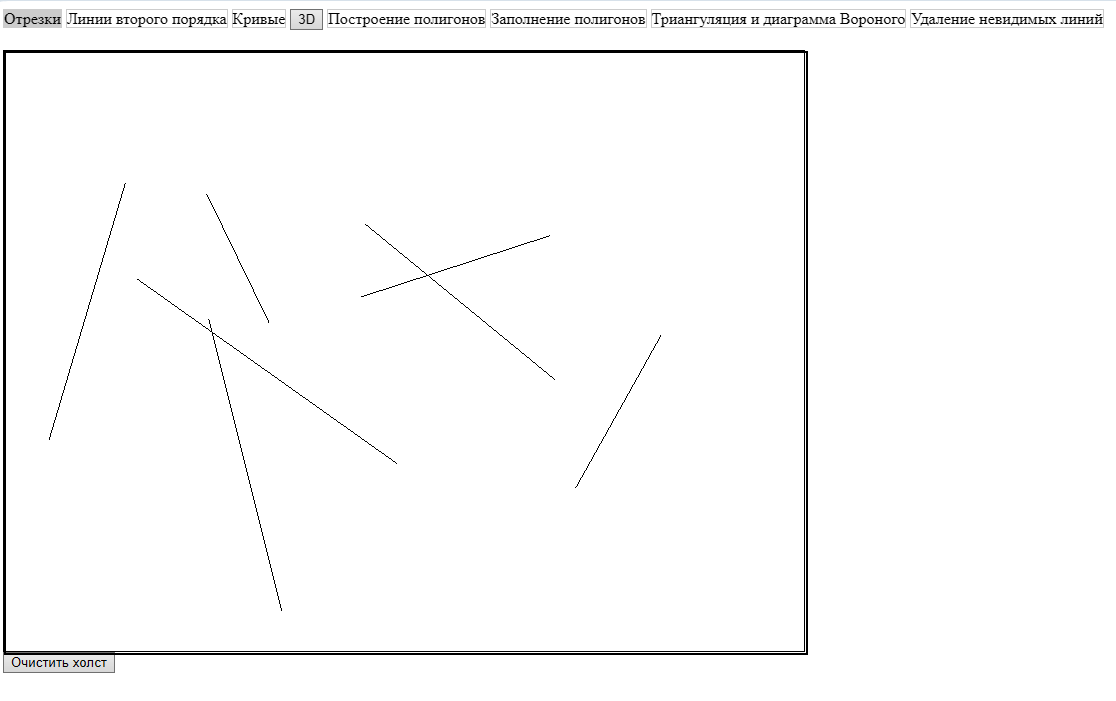 Отрезки Линии второго порядка Кривые 3D Построение полигонов Заполнение полигонов Триангуляция и диаграмма Вороного Удаление невидимых линий
Очистить холст